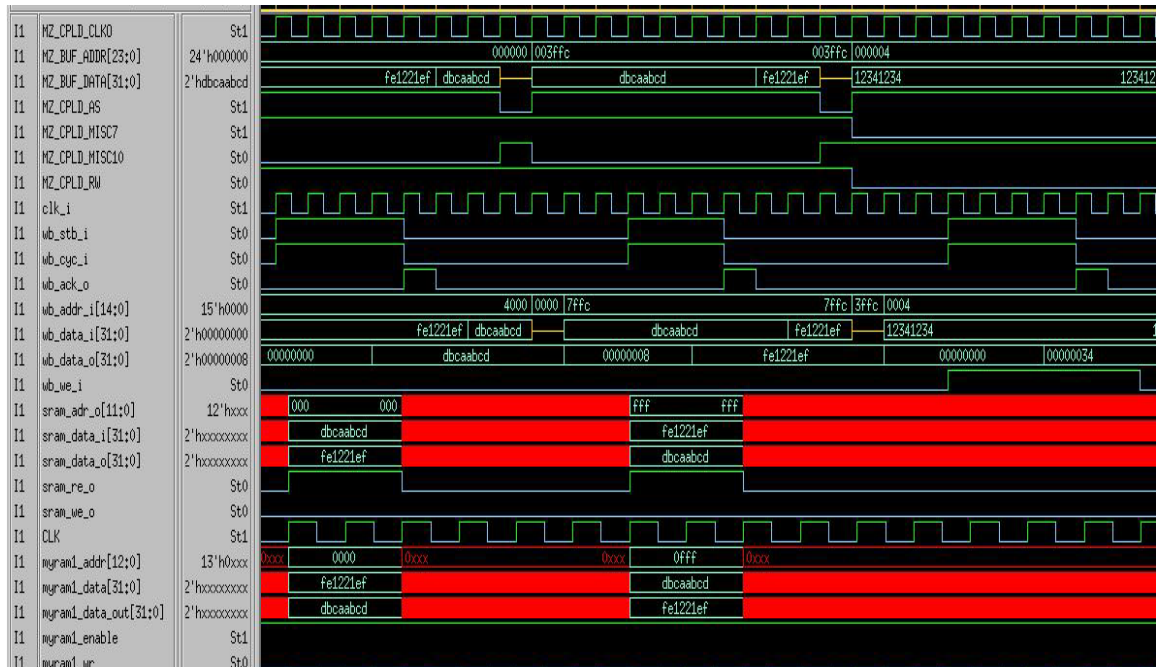 I1 MZ_CPLD_CLKO St1
I1 MZ_BUF_ADDR[23:0] 24'h000000 000000 003ffc 003ffc 000004
I1 MZ_BUF_DATA[31:0] 2'hdbcaabcd fe1221ef dbcaabcd dbcaabcd fe1221ef 12341234 123412
I1 MZ_CPLD_AS St1
I1 MZ_CPLD_MISC7 St1
I1 MZ_CPLD_MISC10 St0
I1 MZ_CPLD_RW St0
I1 clk_i St1
I1 wb_stb_i St0
I1 wb_cyc_i St0
I1 wb_ack_o St0
I1 wb_addr_i[14:0] 15'h0000 4000 0000 7ffc 7ffc 3ffc 0004
I1 wb_data_i[31:0] 2'h00000000 fe1221ef dbcaabcd dbcaabcd fe1221ef 12341234 1
I1 wb_data_o[31:0] 2'h00000008 00000000 dbcaabcd 00000008 fe1221ef 00000000 00000034
I1 wb_we_i St0
I1 sram_adr_o[11:0] 12'hxxx 000 000 fff fff
I1 sram_data_i[31:0] 2'hxxxxxxxx dbcaabcd fe1221ef
I1 sram_data_o[31:0] 2'hxxxxxxxx fe1221ef dbcaabcd
I1 sram_re_o St0
I1 sram_we_o St0
I1 CLK St1
I1 myram1_addr[12:0] 13'h0xxx 0xxx 0000 0xxx 0xxx 0fff 0xxx
I1 myram1_data[31:0] 2'hxxxxxxxx fe1221ef dbcaabcd
I1 myram1_data_out[31:0] 2'hxxxxxxxx dbcaabcd fe1221ef
I1 myram1_enable St1
I1 myram1_wr St0